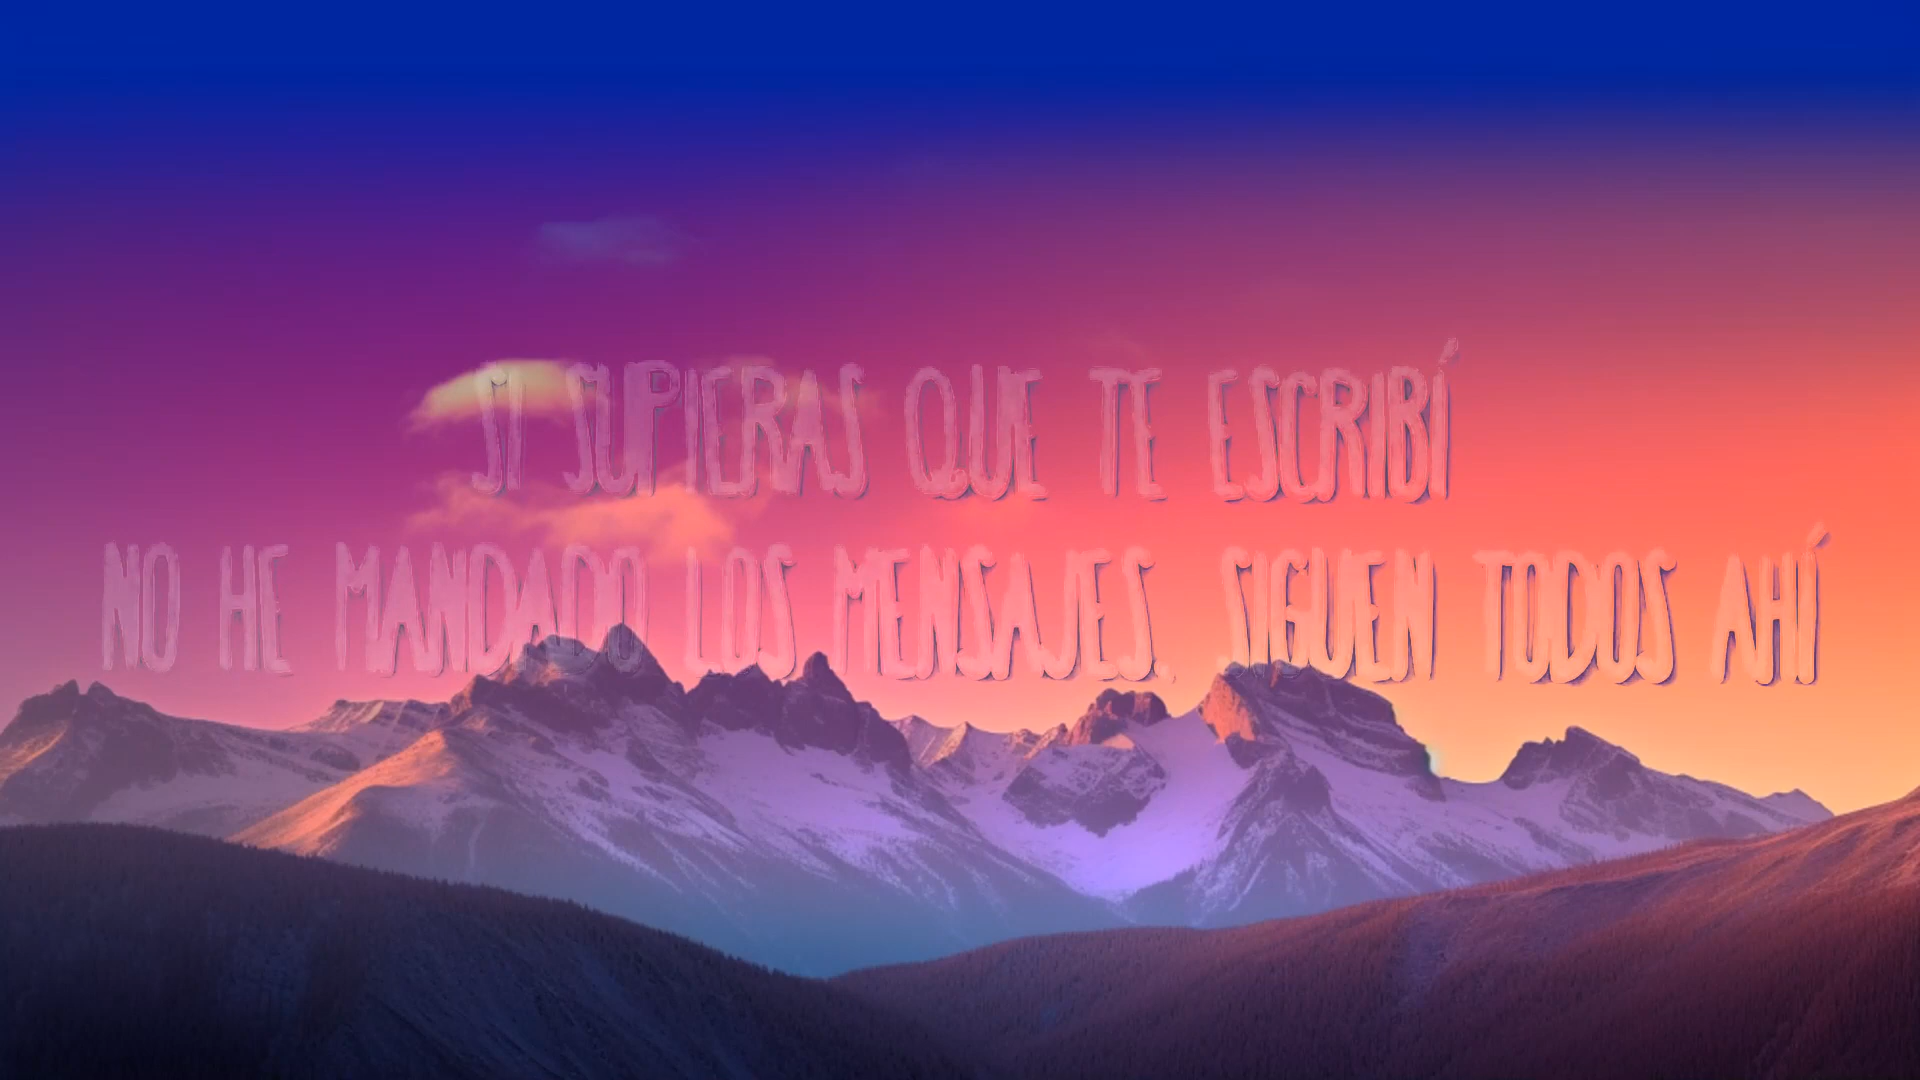 SI SUPIERAS QUE TE ESCRIBÍ
NO HE MANDADO LOS MENSAJES, SIGUEN TODOS AHÍ